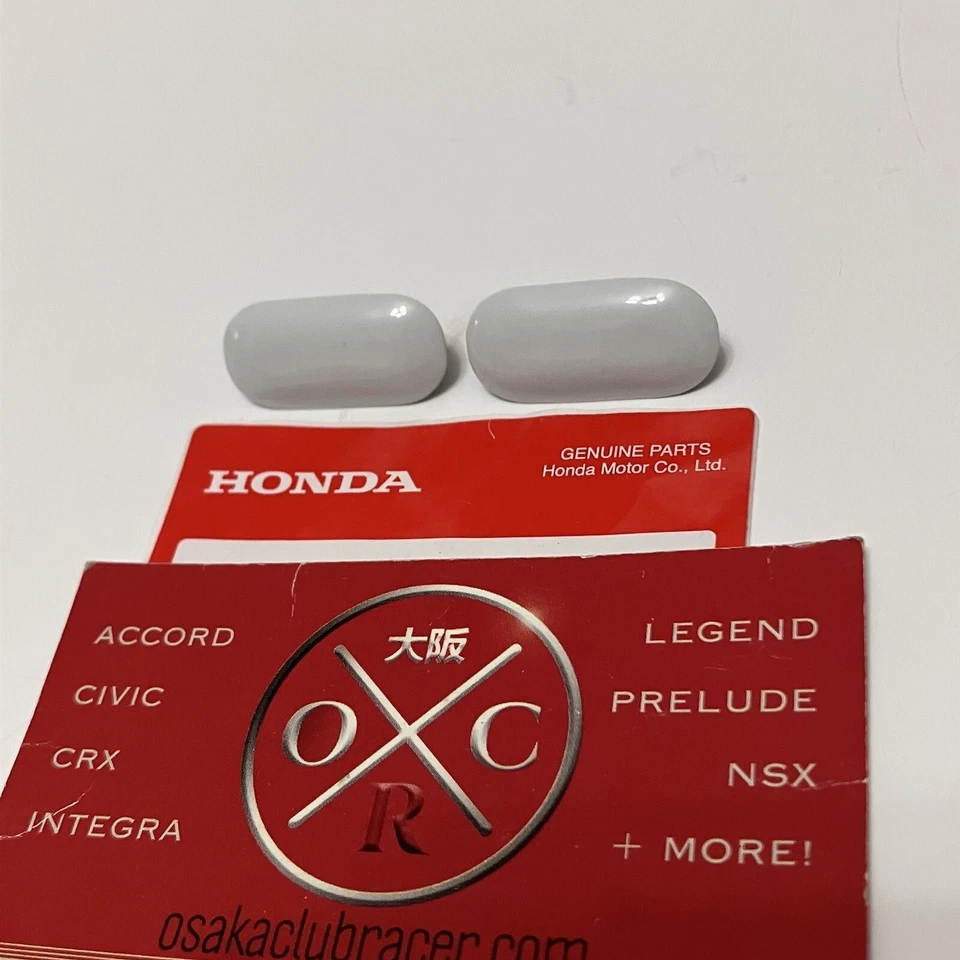 HONDA
GENUINE PARTS
Honda Motor Co., Ltd.
ACCORD
CIVIC
CRX
INTEGRA
大阪
O C
R
LEGEND
PRELUDE
NSX
+ MORE!
osakaclubracer.com